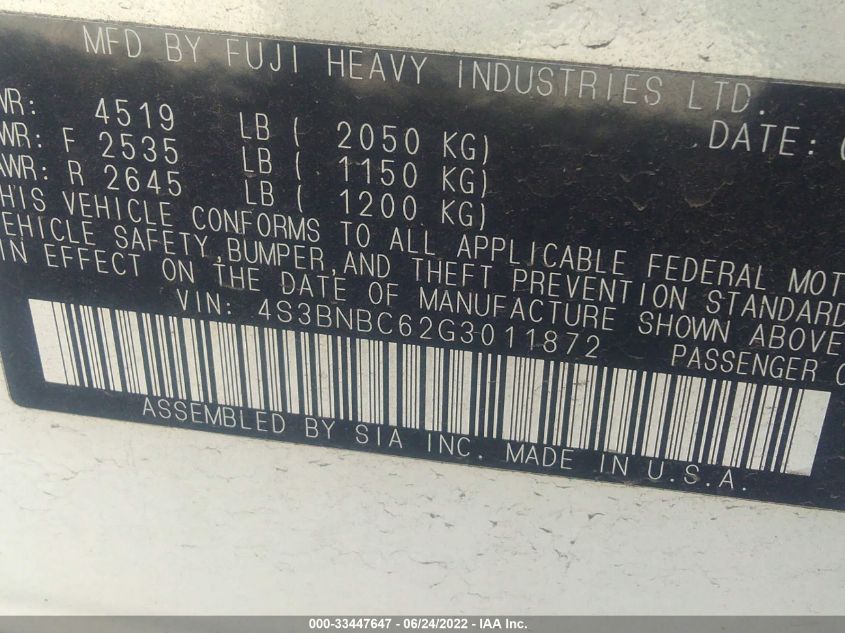 MFD BY FUJI HEAVY INDUSTRIES LTD.
WR: 4519 LB ( 2050 KG) DATE: (
WR: F 2535 LB ( 1150 KG)
AWR: R 2645 LB ( 1200 KG)
HIS VEHICLE CONFORMS TO ALL APPLICABLE FEDERAL MOT
EHICLE SAFETY,BUMPER,AND THEFT PREVENTION STANDARD
IN EFFECT ON THE DATE OF MANUFACTURE SHOWN ABOVE
VIN: 4S3BNBC62G3011872 PASSENGER C
ASSEMBLED BY SIA INC. MADE IN U.S.A.
000-33447647 - 06/24/2022 - IAA Inc.